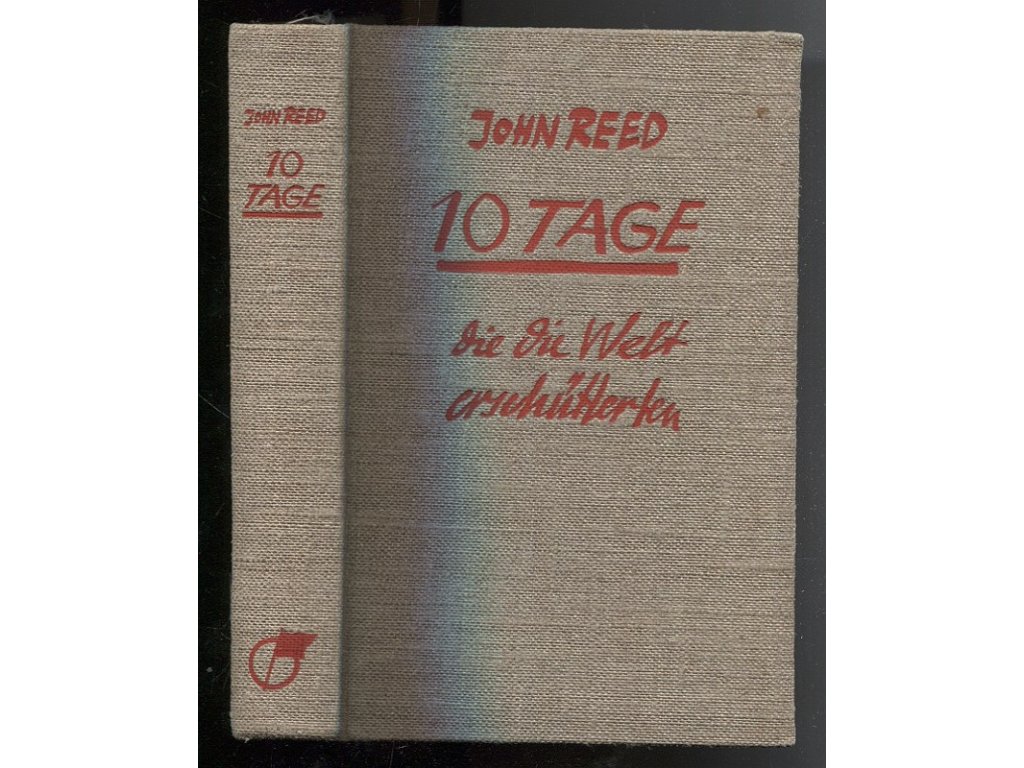 JOHN REED
10
TAGE
JOHN REED
10 TAGE
die die Welt
erschütterten